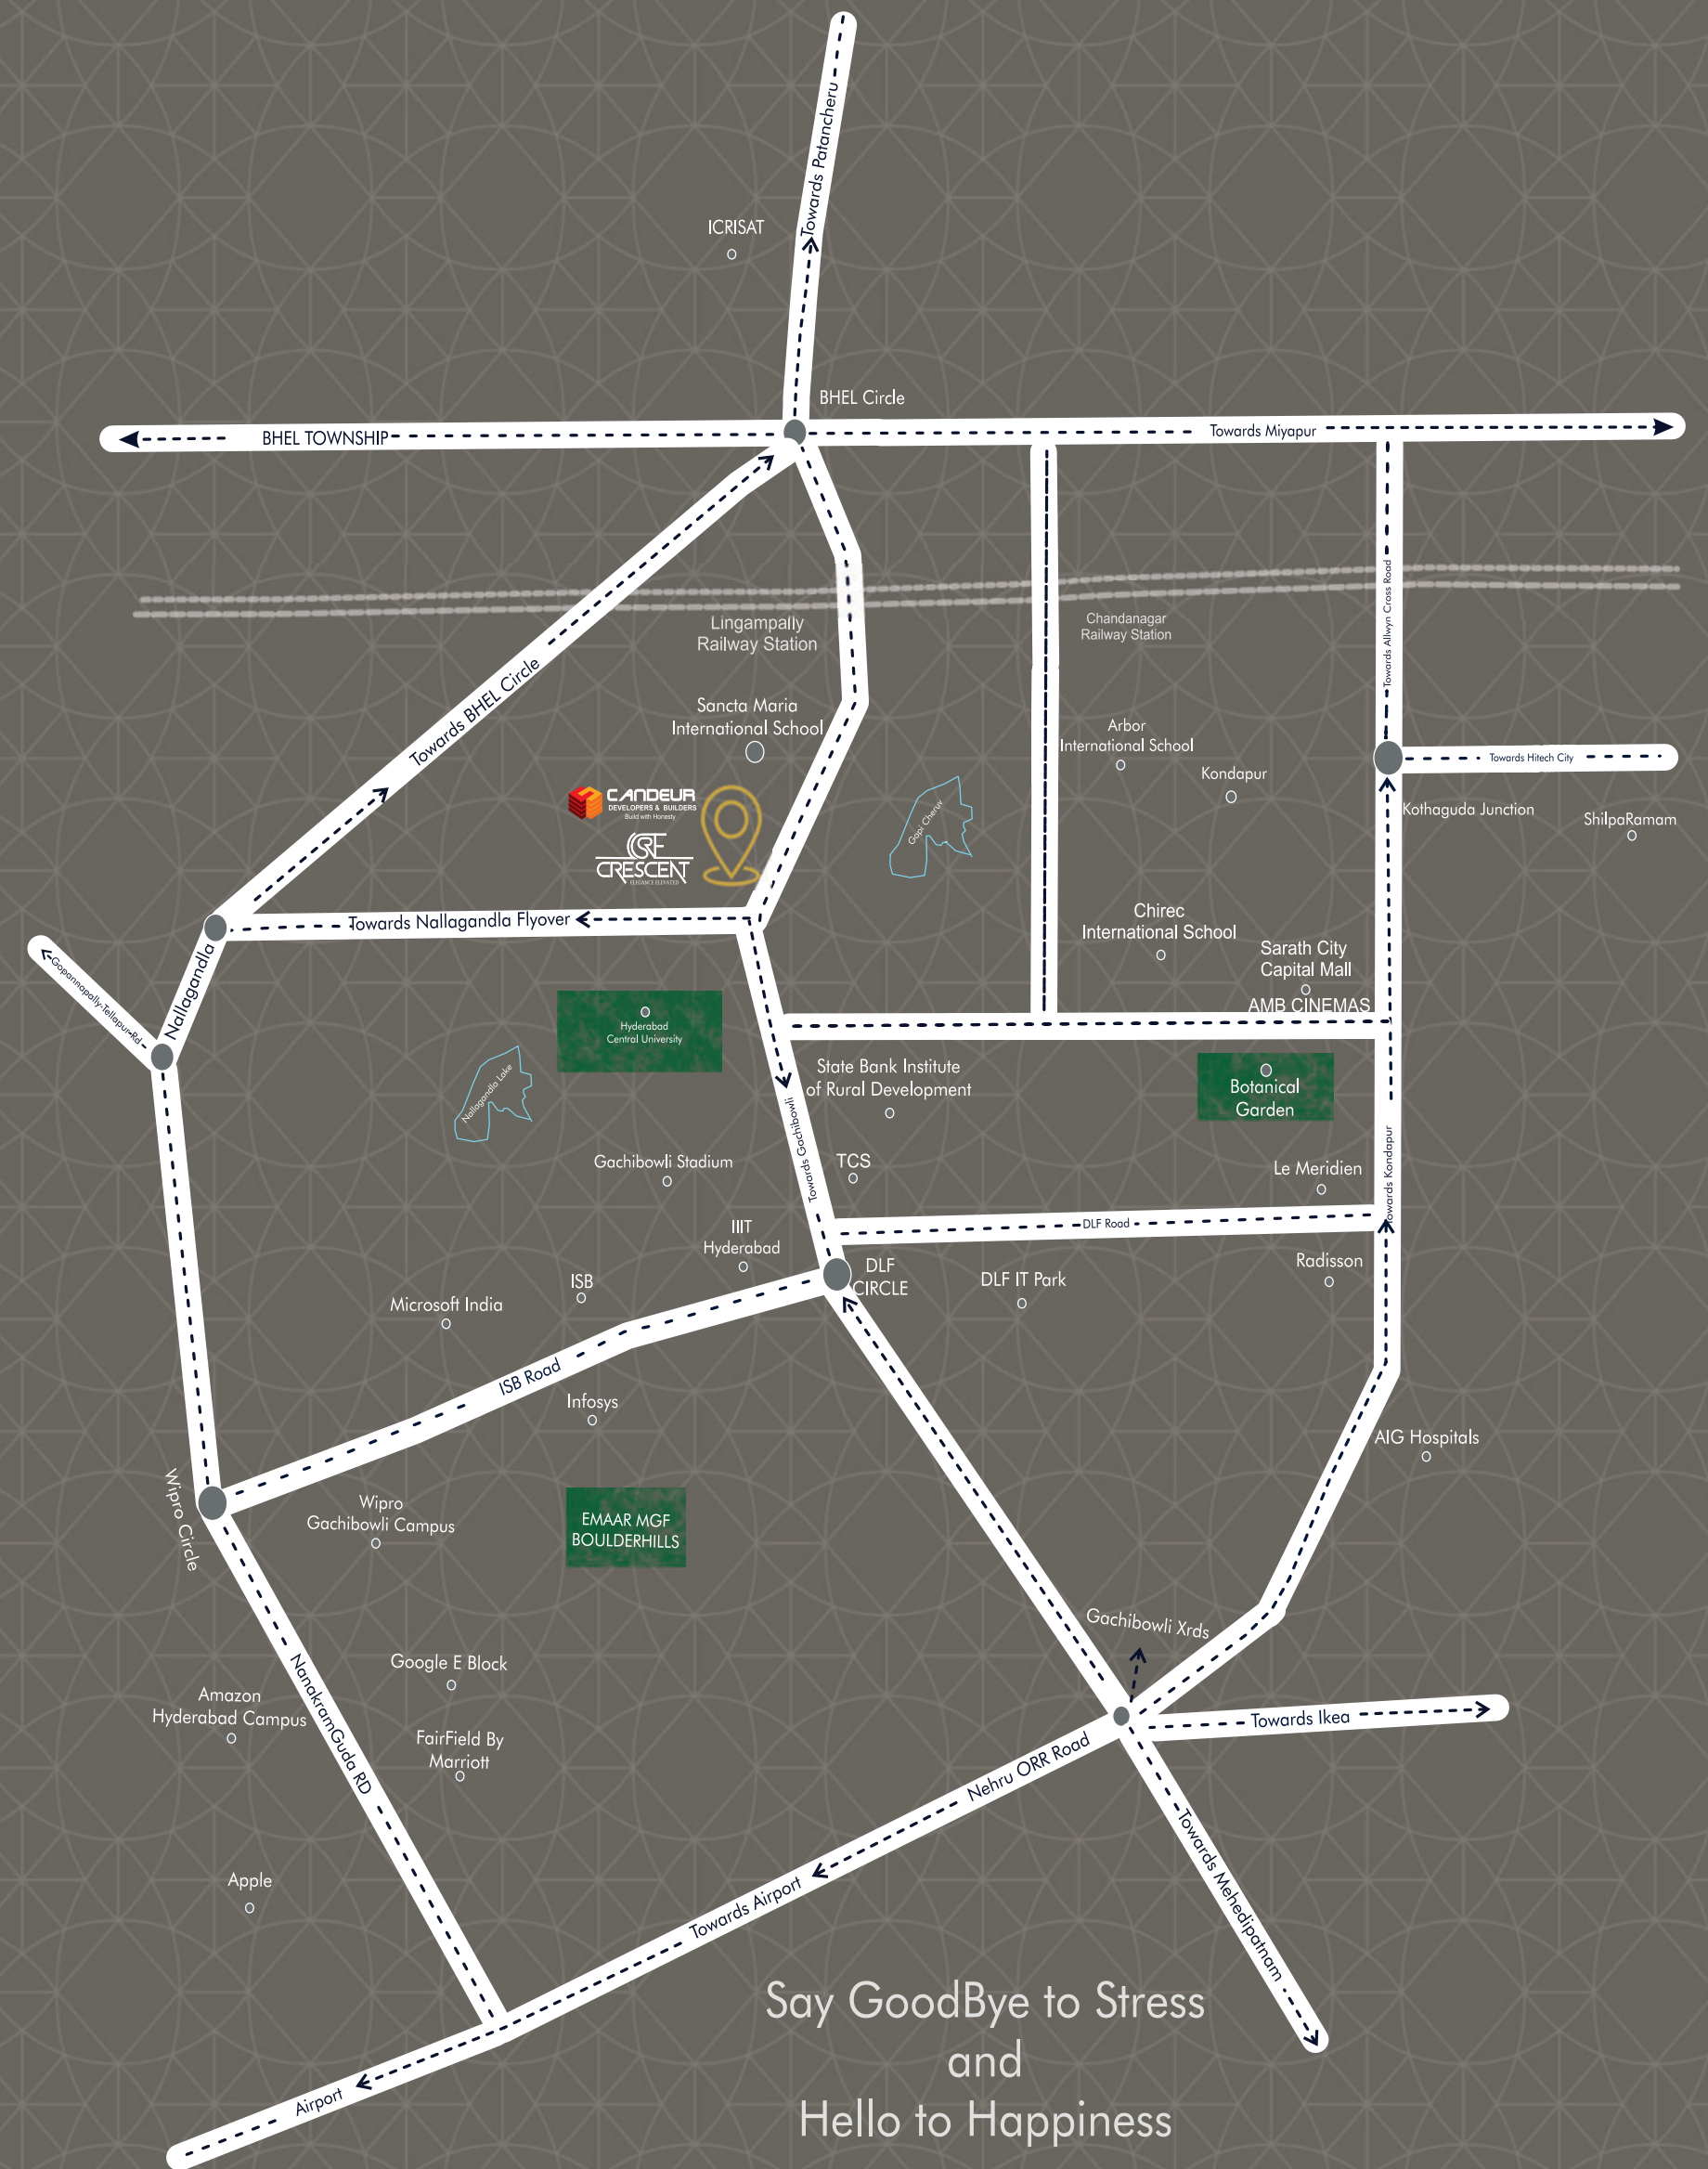 Towards Patancheru
ICRISAT
BHEL Circle
BHEL TOWNSHIP
Towards Miyapur
Lingampally
Railway Station
Chandanagar
Railway Station
Towards Allwyn Cross Road
Towards BHEL Circle
Sancta Maria
International School
Arbor
International School
Kondapur
Towards Hitech City
CANDEUR
DEVELOPERS & BUILDERS
Build with Honesty
Gopi Cheruv
Kothaguda Junction
ShilpaRamam
CRESCENT
ELEGANCE ELEVATED
Towards Nallagandla Flyover
Chirec
International School
Sarath City
Capital Mall
AMB CINEMAS
Gopannapally-Tellapur-Rd
Nallagandla
Hyderabad
Central University
Nallagandla Lake
State Bank Institute
of Rural Development
Botanical
Garden
Towards Gachibowli
Gachibowli Stadium
TCS
Le Meridien
Towards Kondapur
IIIT
Hyderabad
DLF Road
DLF
CIRCLE
DLF IT Park
Radisson
ISB
Microsoft India
ISB Road
Infosys
AIG Hospitals
Wipro Circle
Wipro
Gachibowli Campus
EMAAR MGF
BOULDERHILLS
Gachibowli Xrds
Google E Block
NanakramGuda RD
Amazon
Hyderabad Campus
FairField By
Marriott
Towards Ikea
Nehru ORR Road
Towards Mehedipatnam
Apple
Towards Airport
Airport
Say GoodBye to Stress
and
Hello to Happiness